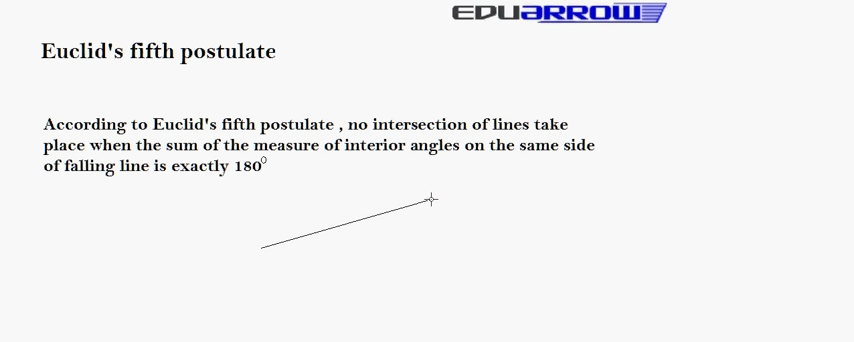 EDUARROW
Euclid's fifth postulate
According to Euclid's fifth postulate , no intersection of lines take
place when the sum of the measure of interior angles on the same side
of falling line is exactly 180⁰